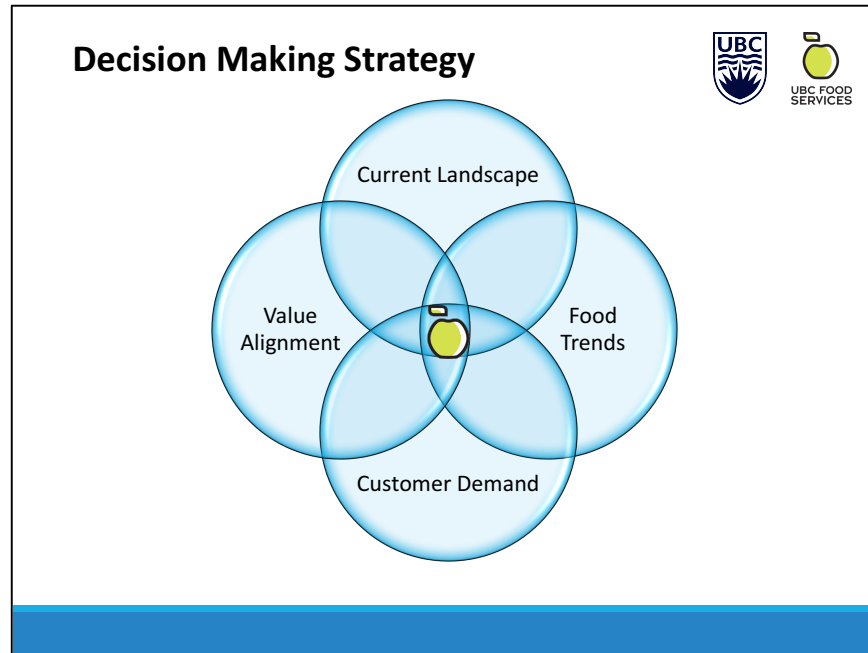 Decision Making Strategy
UBC
UBC FOOD
SERVICES
Current Landscape
Value
Alignment
Food
Trends
Customer Demand